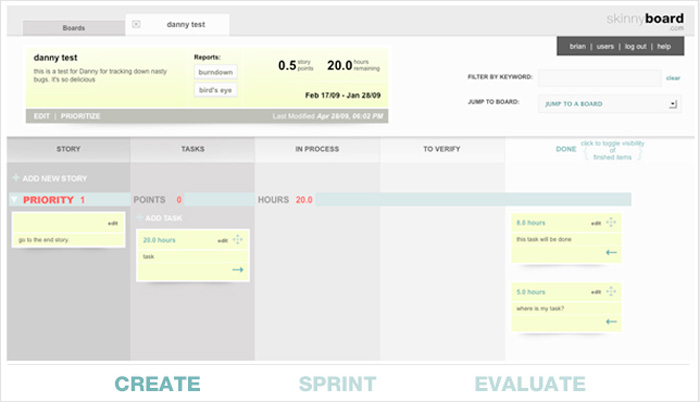 Boards
danny test
skinnyboard
.com
brian | users | log out | help
danny test
this is a test for Danny for tracking down nasty
bugs. It's so delicious
Reports:
burndown
bird's eye
0.5 story points
20.0 hours remaining
Feb 17/09 - Jan 28/09
EDIT | PRIORITIZE
Last Modified Apr 28/09, 06:02 PM
FILTER BY KEYWORD:
clear
JUMP TO BOARD:
JUMP TO A BOARD
STORY
TASKS
IN PROCESS
TO VERIFY
DONE
click to toggle visibility
of
finished items
ADD NEW STORY
PRIORITY 1
POINTS 0
HOURS 20.0
edit
go to the end story.
ADD TASK
20.0 hours
edit
task
8.0 hours
edit
this task will be done
5.0 hours
edit
where is my task?
CREATE
SPRINT
EVALUATE